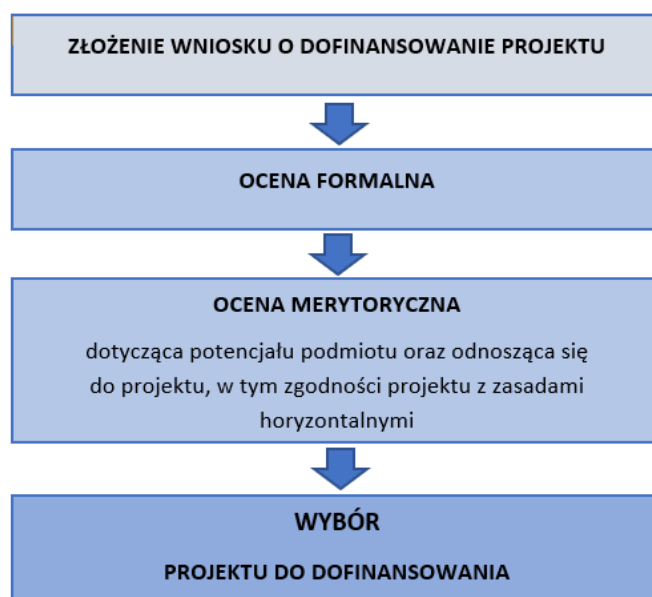 ZŁOŻENIE WNIOSKU O DOFINANSOWANIE PROJEKTU
OCENA FORMALNA
OCENA MERYTORYCZNA
dotycząca potencjału podmiotu oraz odnosząca się
do projektu, w tym zgodności projektu z zasadami
horyzontalnymi
WYBÓR
PROJEKTU DO DOFINANSOWANIA